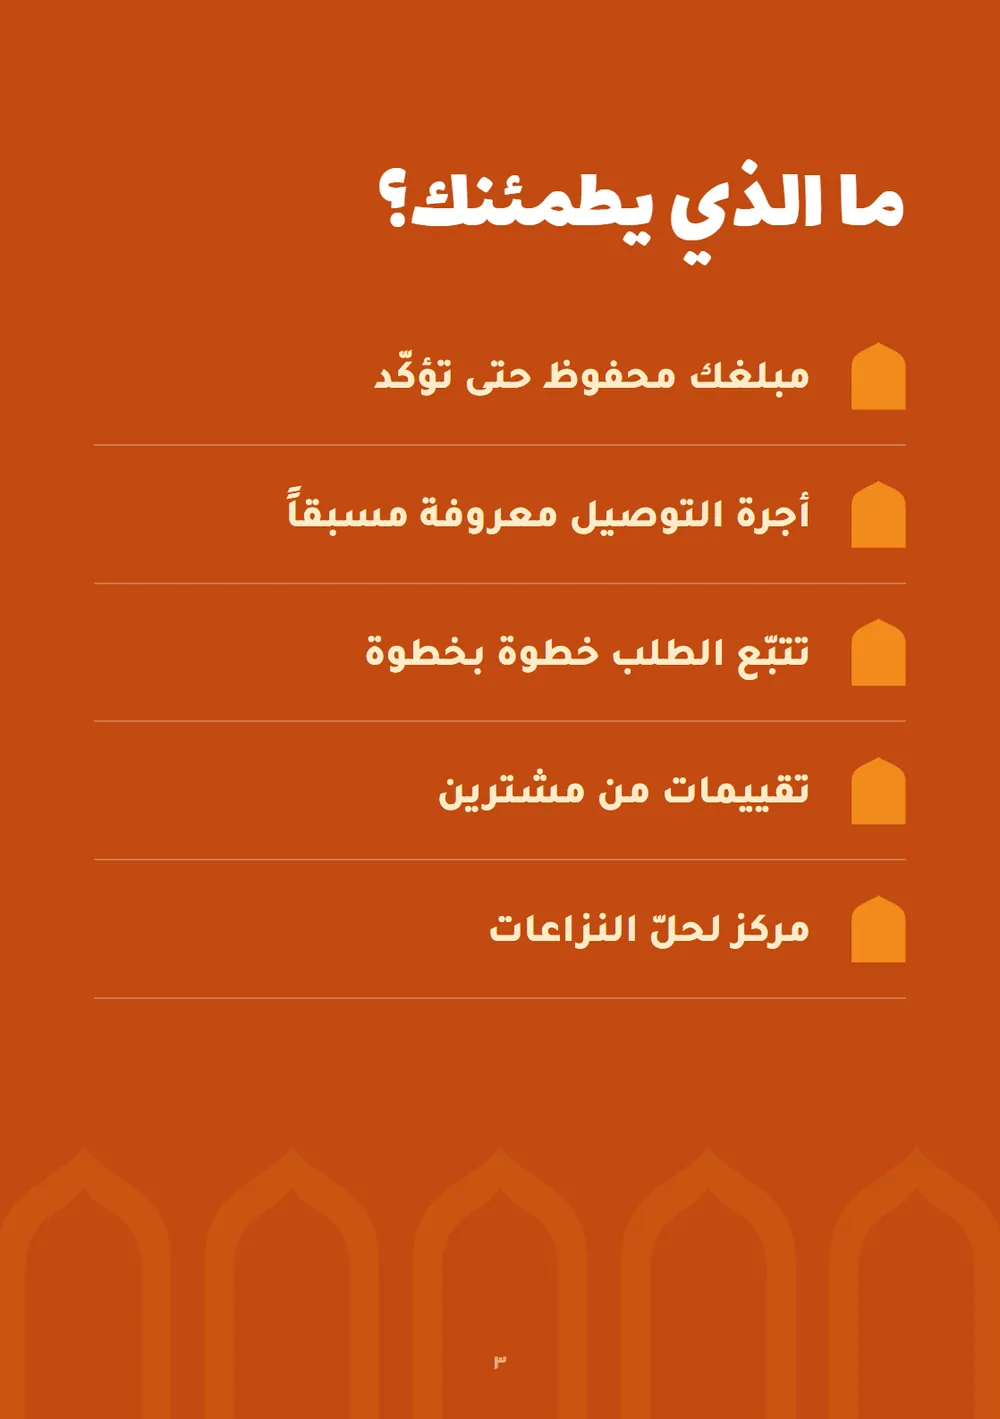 ما الذي يطمئنك؟
مبلغك محفوظ حتى تؤكّد
أجرة التوصيل معروفة مسبقاً
تتبّع الطلب خطوة بخطوة
تقييمات من مشترين
مركز لحلّ النزاعات
٣